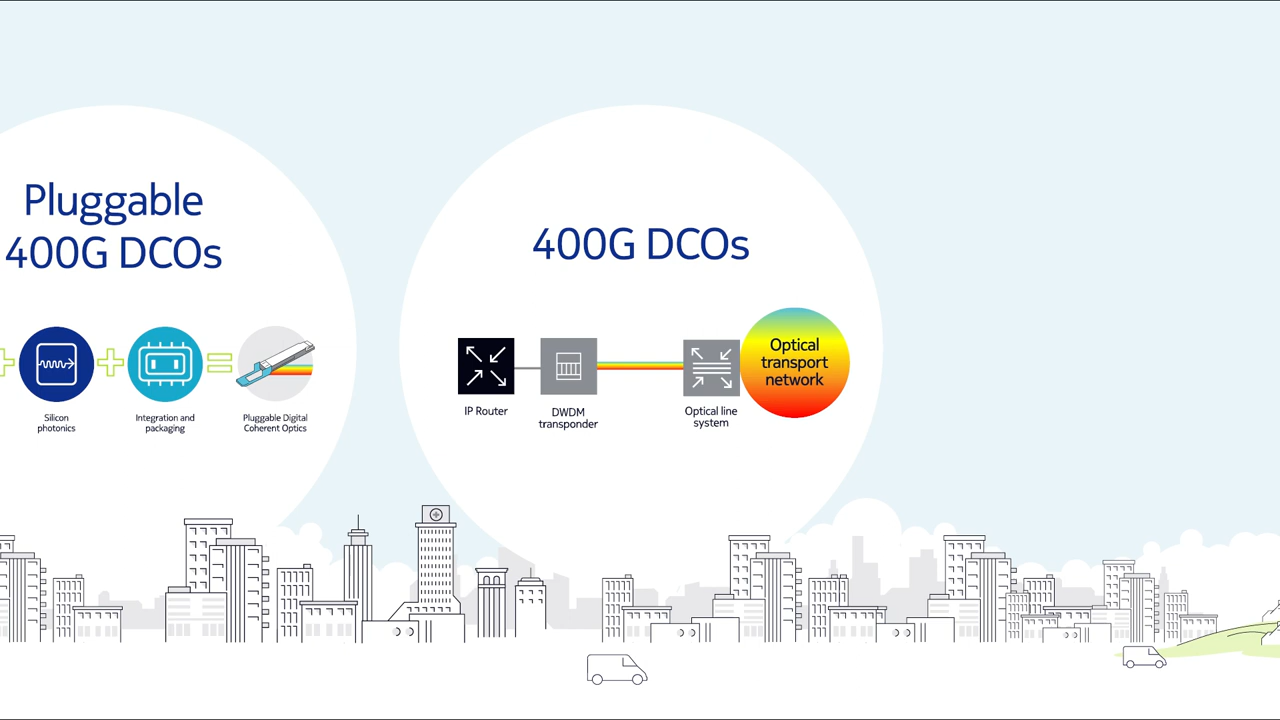 Pluggable
400G DCOs
Silicon
photonics
Integration and
packaging
Pluggable Digital
Coherent Optics
400G DCOs
IP Router
DWDM
transponder
Optical line
system
Optical
transport
network